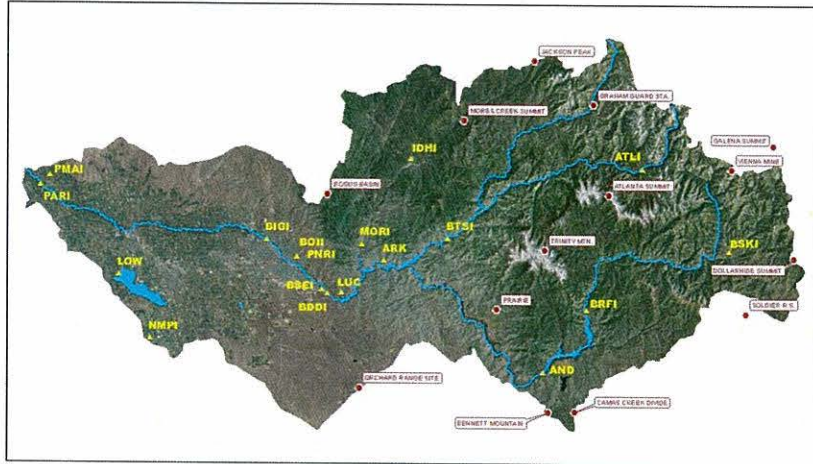 JACKSON PEAK
GRAHAM GUARD STA.
MORES CREEK SUMMIT
GALENA SUMMIT
IDHI
ATLI
VIENNA MINE
PMAI
PARI
BOGUS BASIN
ATLANTA SUMMIT
BIGI
BOII
MORI
BTSI
PNRI
ARK
TRINITY MTN.
BSKI
LOW
DOLLARHIDE SUMMIT
LUC
BDDI
PRAIRIE
BRFI
SOLDIER R.S.
NMPI
AND
ORCHARD RANGE SITE
BENNETT MOUNTAIN
CAMAS CREEK DIVIDE